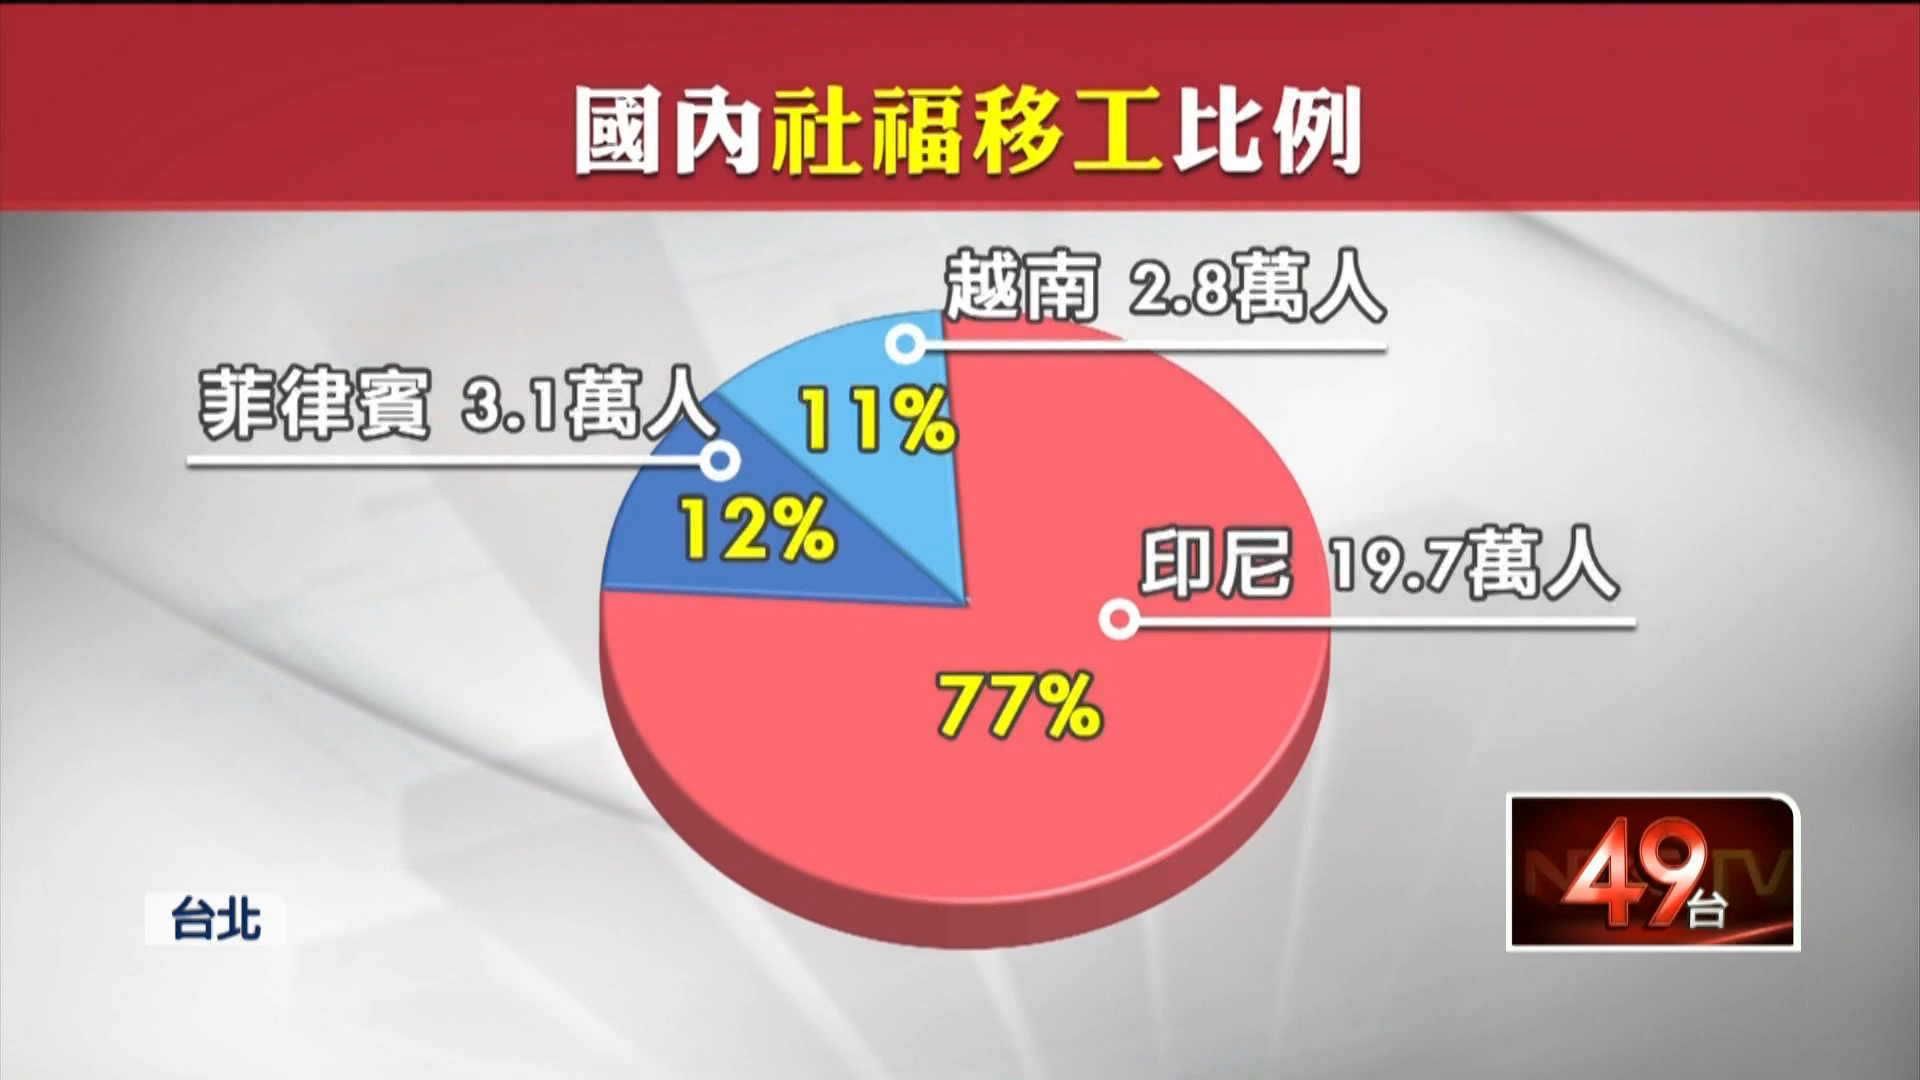 國內社福移工比例
越南 2.8萬人
11%
菲律賓 3.1萬人
12%
印尼 19.7萬人
77%
49台
台北